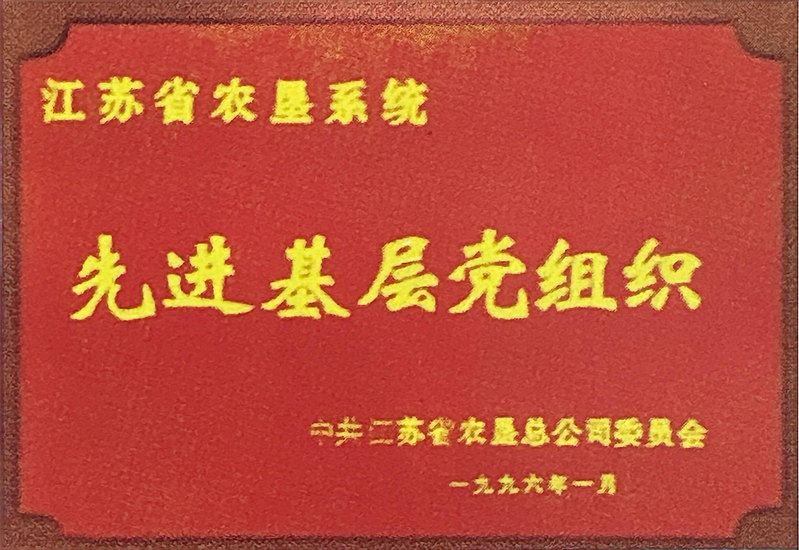 江苏省农垦系统
先进基层党组织
中共江苏省农垦总公司委员会
一九九六年一月